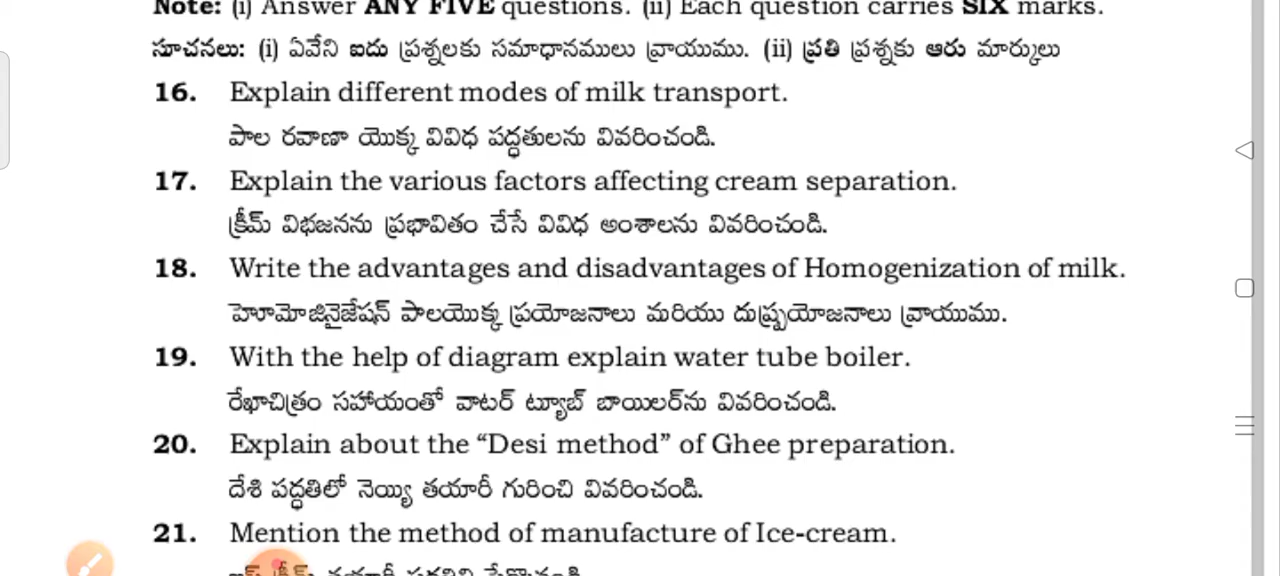 Note: (i) Answer ANY FIVE questions. (ii) Each question carries SIX marks.
సూచనలు: (i) ఏవేని ఐదు ప్రశ్నలకు సమాధానములు వ్రాయుము. (ii) ప్రతి ప్రశ్నకు ఆరు మార్కులు
16. Explain different modes of milk transport.
పాల రవాణా యొక్క వివిధ పద్ధతులను వివరించండి.
17. Explain the various factors affecting cream separation.
క్రీమ్ విభజనను ప్రభావితం చేసే వివిధ అంశాలను వివరించండి.
18. Write the advantages and disadvantages of Homogenization of milk.
హెూమోజినైజేషన్ పాలయొక్క ప్రయోజనాలు మరియు దుష్ప్రయోజనాలు వ్రాయుము.
19. With the help of diagram explain water tube boiler.
రేఖాచిత్రం సహాయంతో వాటర్ ట్యూబ్ బాయిలర్‌ను వివరించండి.
20. Explain about the “Desi method” of Ghee preparation.
దేశి పద్ధతిలో నెయ్యి తయారీ గురించి వివరించండి.
21. Mention the method of manufacture of Ice-cream.